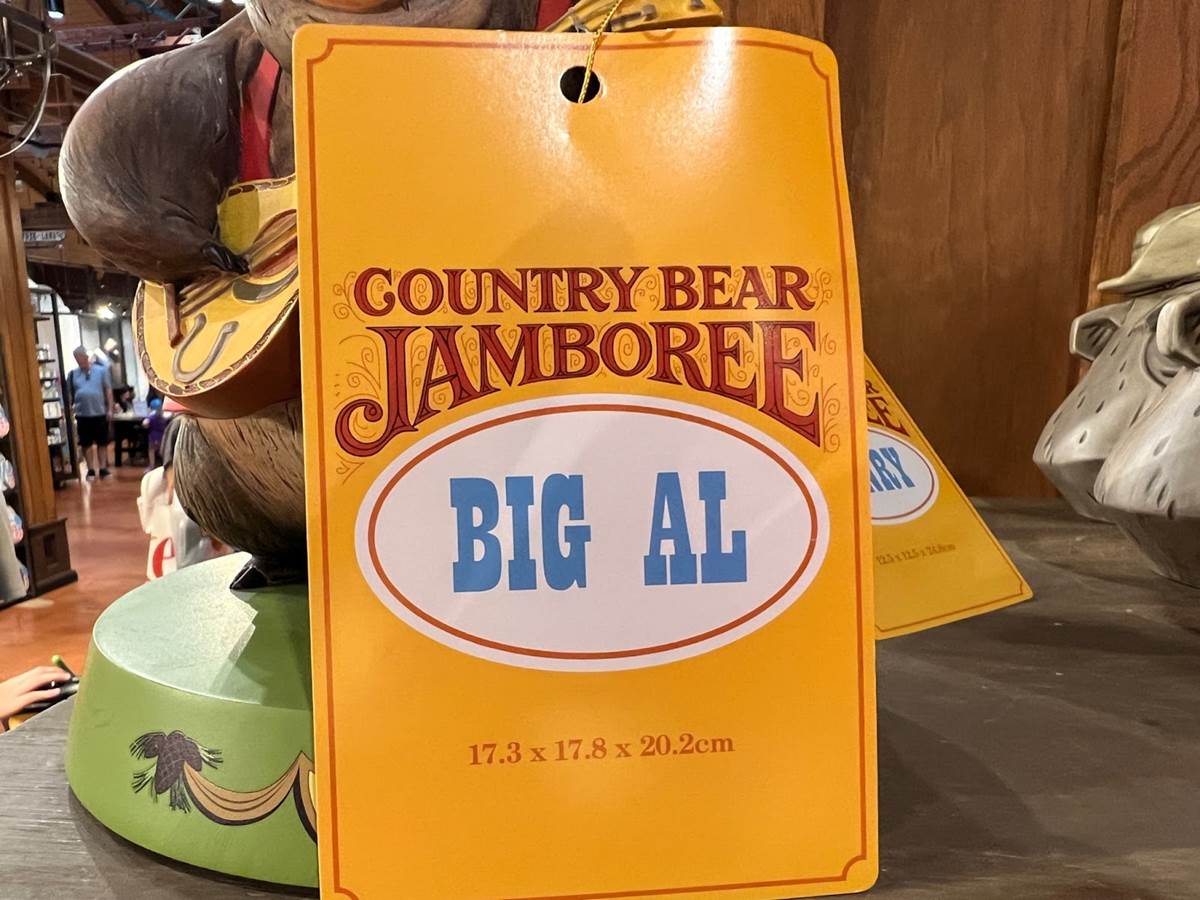 COUNTRY BEAR
JAMBOREE
BIG AL
17.3 x 17.8 x 20.2cm